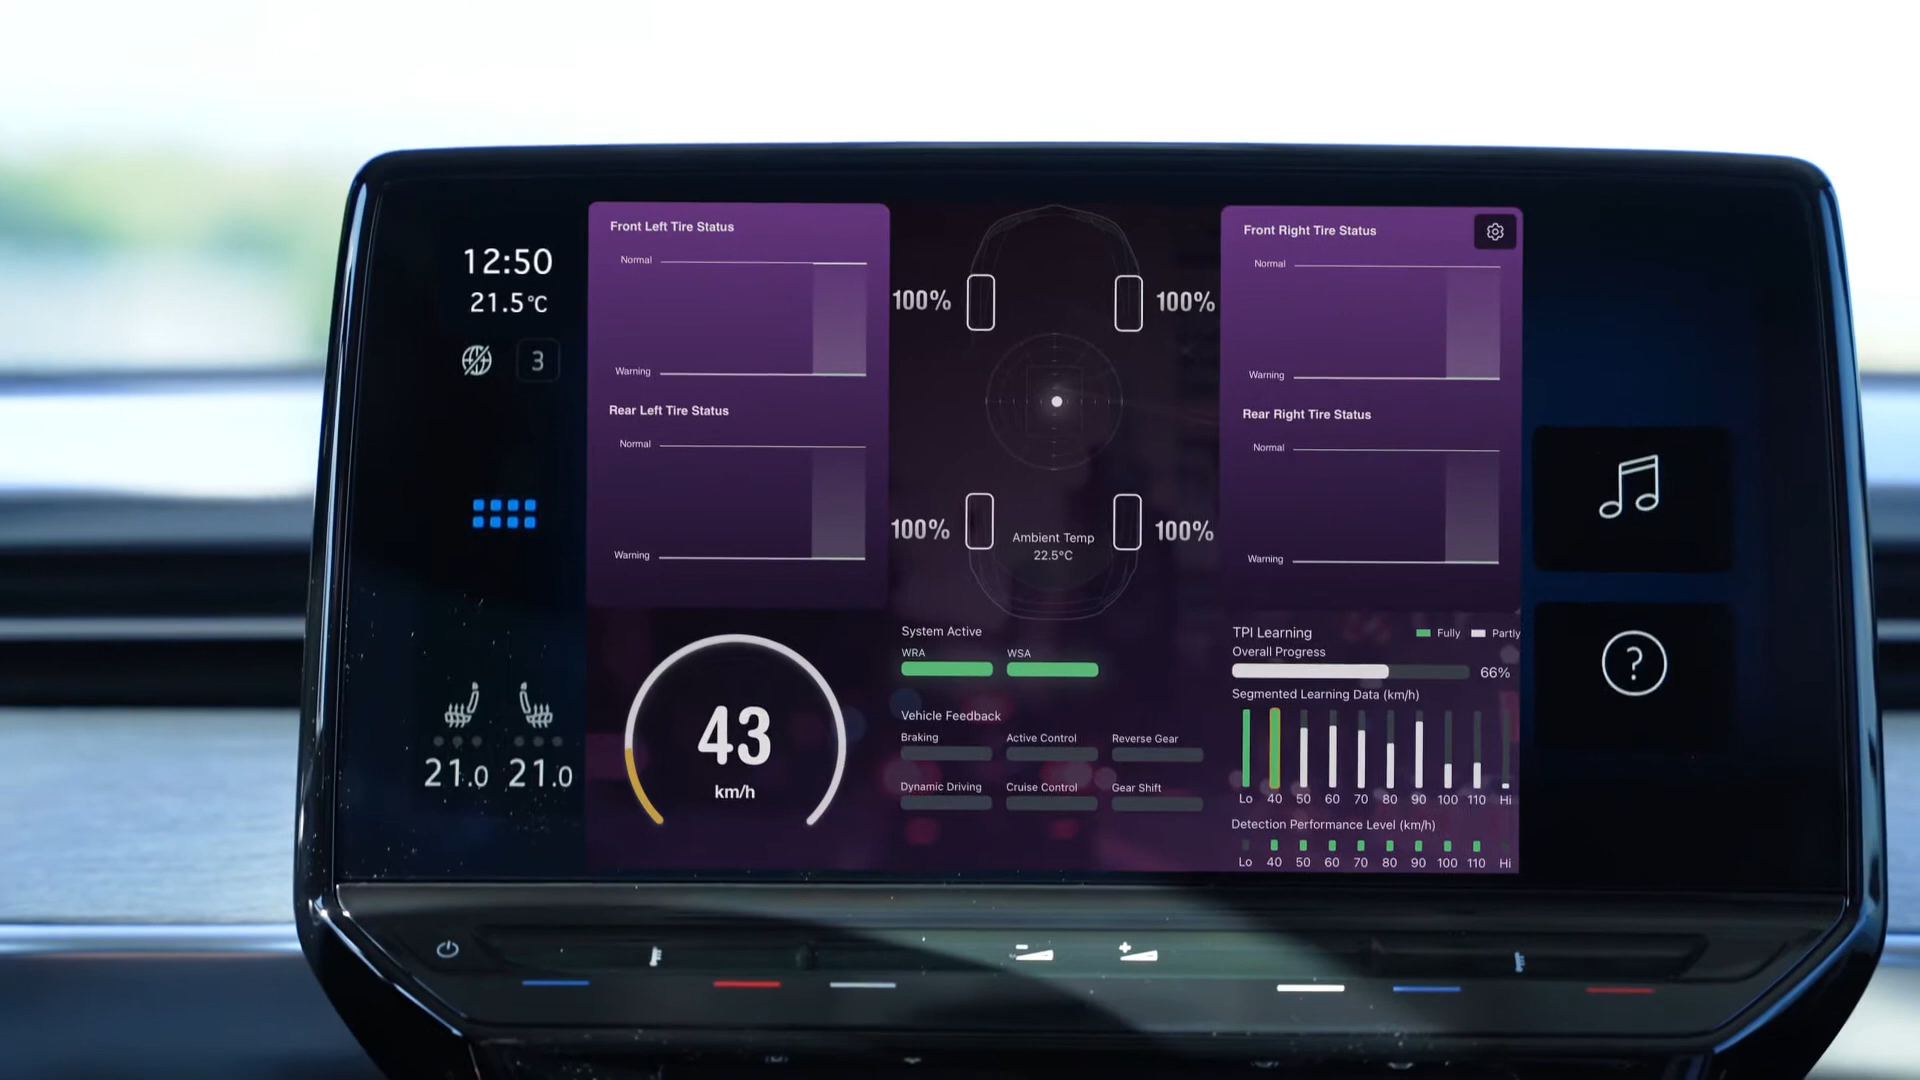 12:50
21.5°C
3
21.0 21.0
Front Left Tire Status
Normal
Warning
Rear Left Tire Status
Normal
Warning
100% 100%
100% 100%
Ambient Temp
22.5°C
Front Right Tire Status
Normal
Warning
Rear Right Tire Status
Normal
Warning
43
km/h
System Active
WRA WSA
Vehicle Feedback
Braking Active Control Reverse Gear
Dynamic Driving Cruise Control Gear Shift
TPI Learning Fully Partly
Overall Progress
66%
Segmented Learning Data (km/h)
Lo 40 50 60 70 80 90 100 110 Hi
Detection Performance Level (km/h)
Lo 40 50 60 70 80 90 100 110 Hi
?